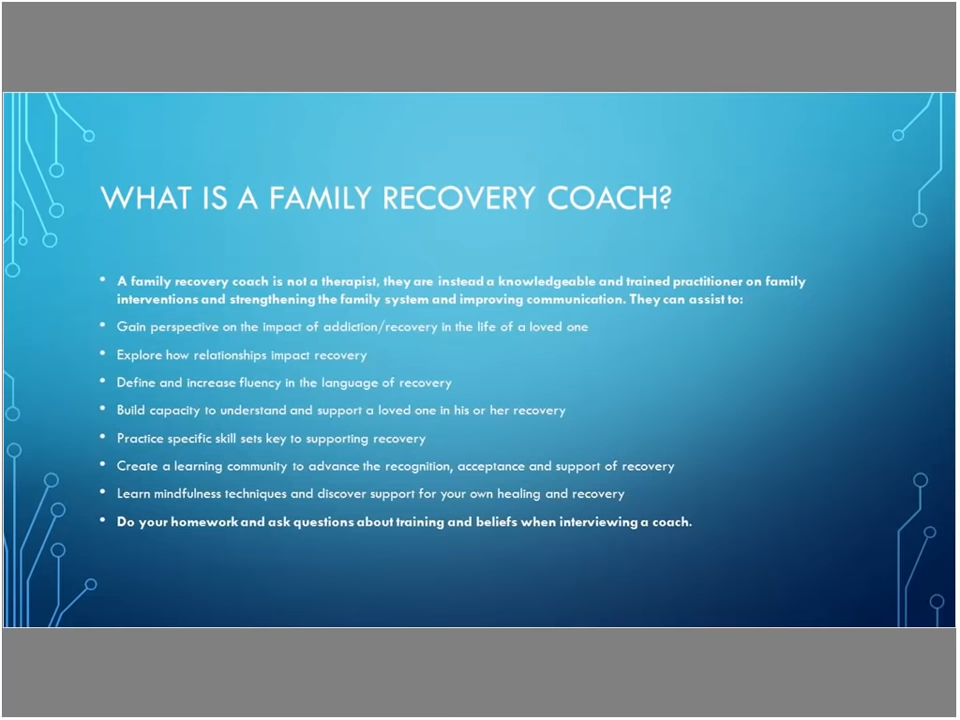 WHAT IS A FAMILY RECOVERY COACH?
• A family recovery coach is not a therapist, they are instead a knowledgeable and trained practitioner on family
interventions and strengthening the family system and improving communication. They can assist to:
• Gain perspective on the impact of addiction/recovery in the life of a loved one
• Explore how relationships impact recovery
• Define and increase fluency in the language of recovery
• Build capacity to understand and support a loved one in his or her recovery
• Practice specific skill sets key to supporting recovery
• Create a learning community to advance the recognition, acceptance and support of recovery
• Learn mindfulness techniques and discover support for your own healing and recovery
• Do your homework and ask questions about training and beliefs when interviewing a coach.